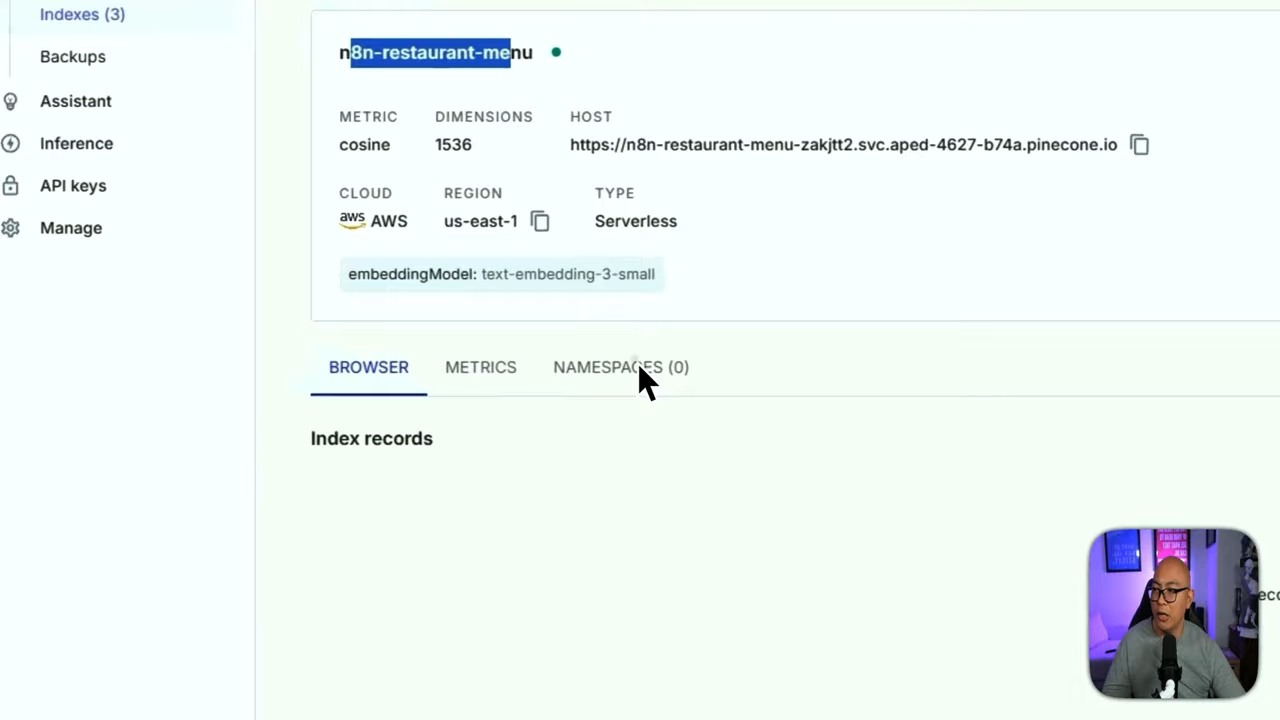 Indexes (3)
Backups
Assistant
Inference
API keys
Manage
n8n-restaurant-menu
METRIC DIMENSIONS HOST
cosine 1536 https://n8n-restaurant-menu-zakjtt2.svc.aped-4627-b74a.pinecone.io
CLOUD REGION TYPE
aws AWS us-east-1 Serverless
embeddingModel: text-embedding-3-small
BROWSER METRICS NAMESPACES (0)
Index records